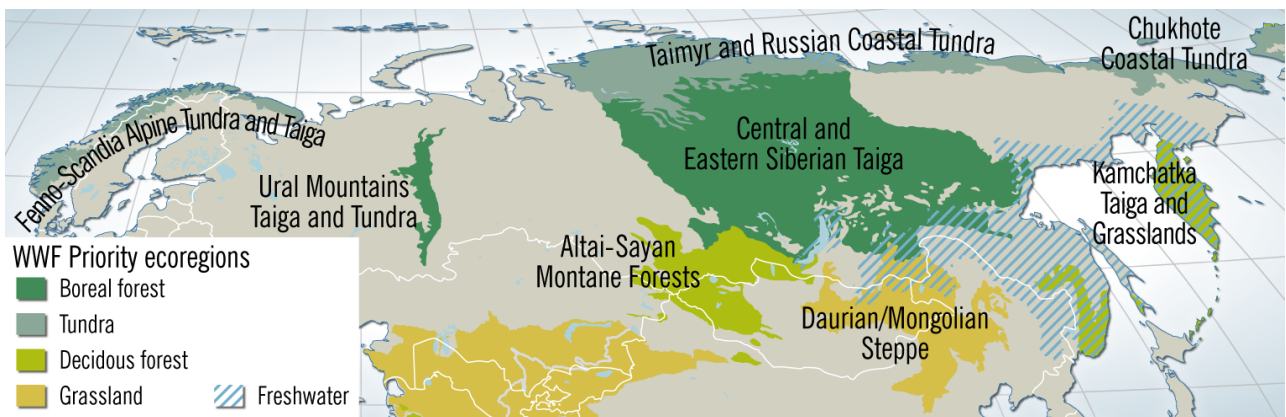 Taimyr and Russian Coastal Tundra
Chukhote
Coastal Tundra
Fenno-Scandia Alpine Tundra and Taiga
Central and
Eastern Siberian Taiga
Ural Mountains
Taiga and Tundra
Kamchatka
Taiga and
Grasslands
Altai-Sayan
Montane Forests
Daurian/Mongolian
Steppe
WWF Priority ecoregions
Boreal forest
Tundra
Decidous forest
Grassland
Freshwater